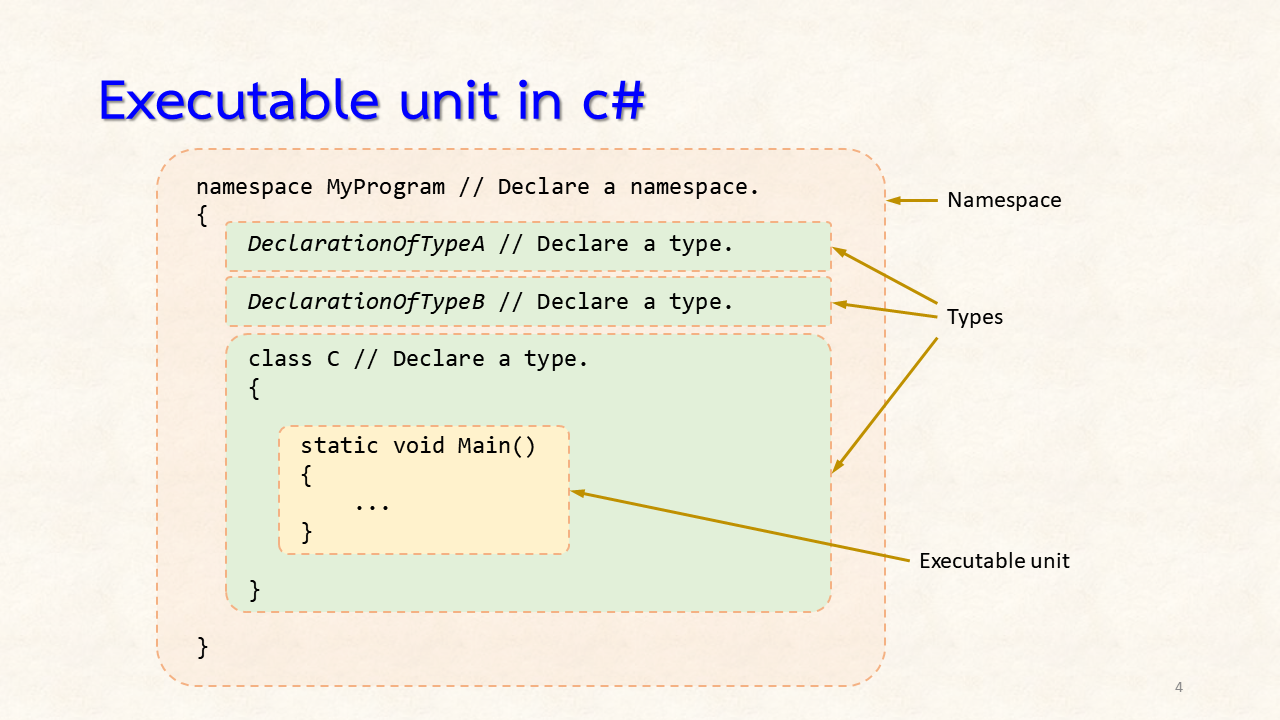 Executable unit in c#
namespace MyProgram // Declare a namespace.
{
DeclarationOfTypeA // Declare a type.
DeclarationOfTypeB // Declare a type.
class C // Declare a type.
{
static void Main()
{
...
}
}
}
Namespace
Types
Executable unit
4